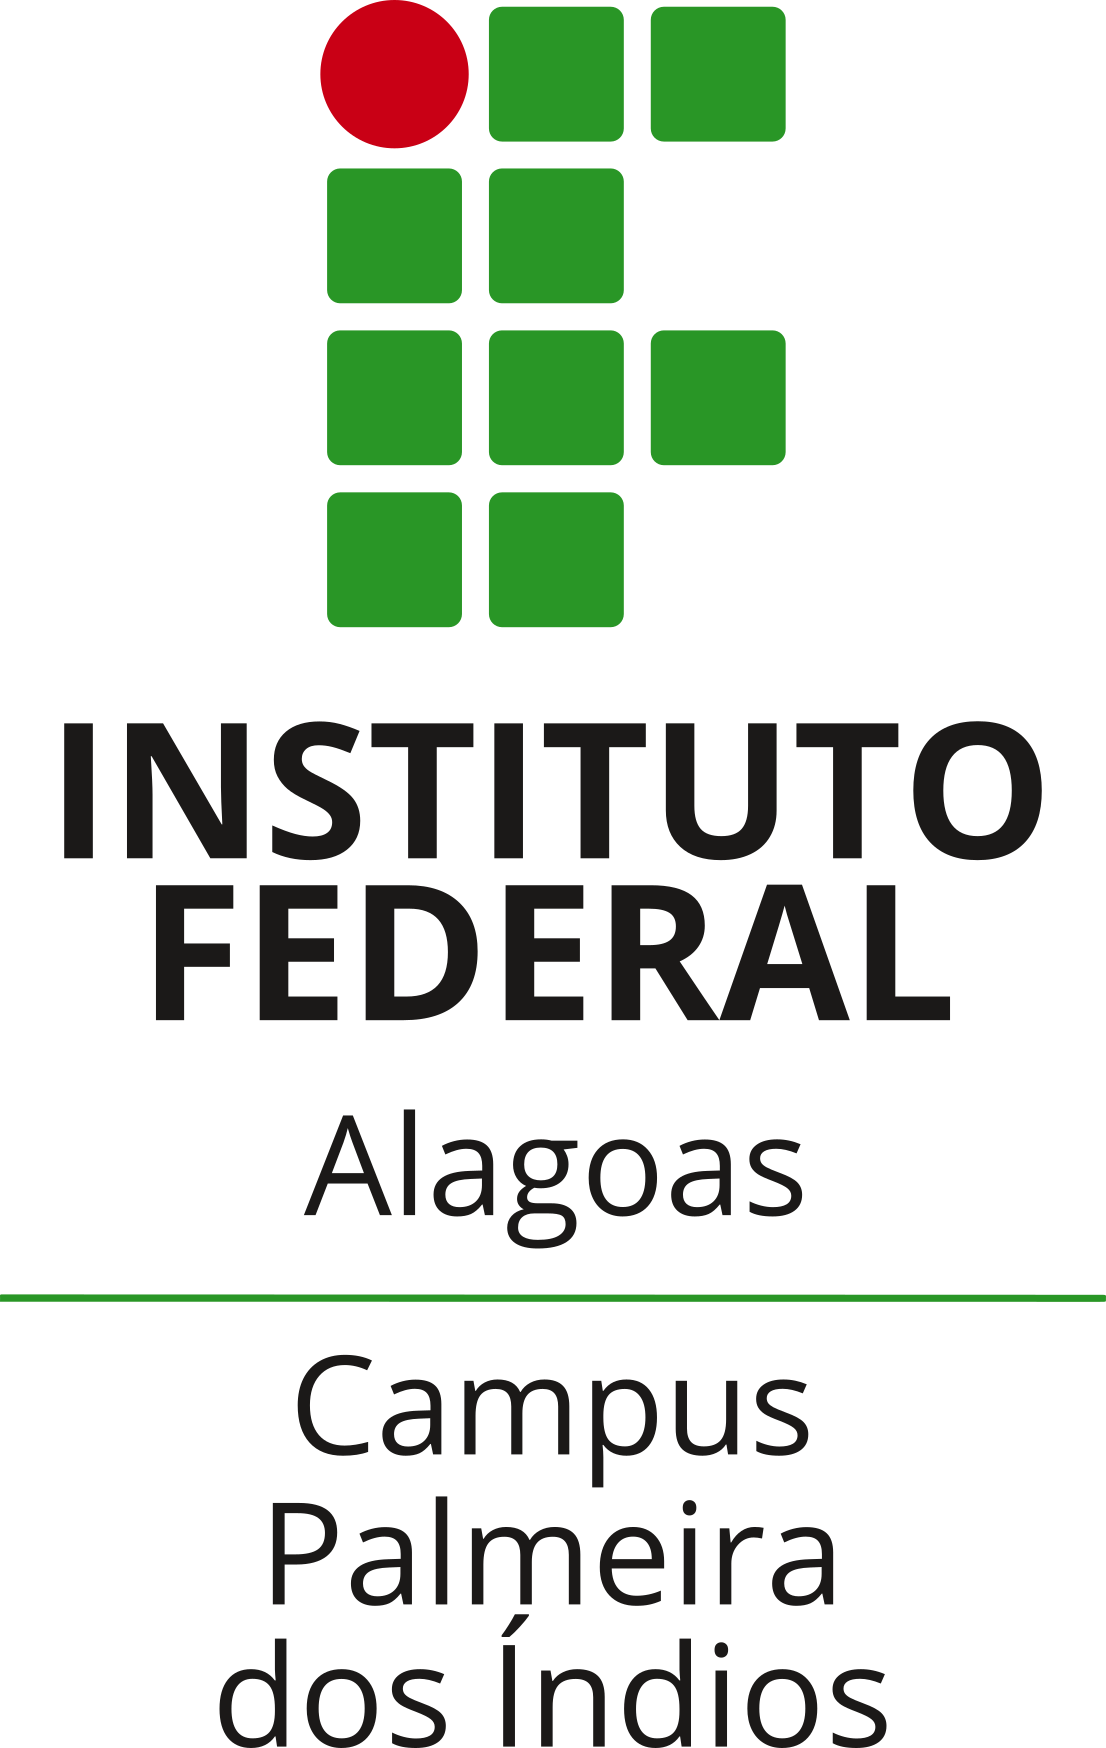 INSTITUTO
FEDERAL
Alagoas
Campus
Palmeira
dos Índios